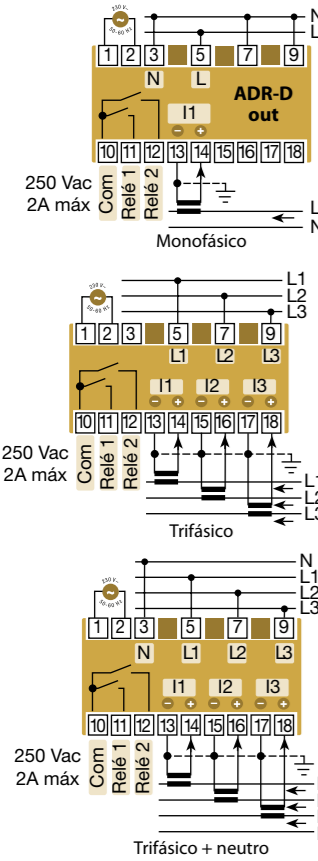 230 V~
50-60 Hz
N
L
1 2 3 5 7 9
N L
ADR-D
out
I1
− +
10 11 12 13 14 15 16 17 18
250 Vac
2A máx
Com
Relé 1
Relé 2
L
N
Monofásico
230 V~
50-60 Hz
L1
L2
L3
1 2 3 5 7 9
L1 L2 L3
I1 I2 I3
− + − + − +
10 11 12 13 14 15 16 17 18
250 Vac
2A máx
Com
Relé 1
Relé 2
L1
L2
L3
Trifásico
230 V~
50-60 Hz
N
L1
L2
L3
1 2 3 5 7 9
N L1 L2 L3
I1 I2 I3
− + − + − +
10 11 12 13 14 15 16 17 18
250 Vac
2A máx
Com
Relé 1
Relé 2
Trifásico + neutro